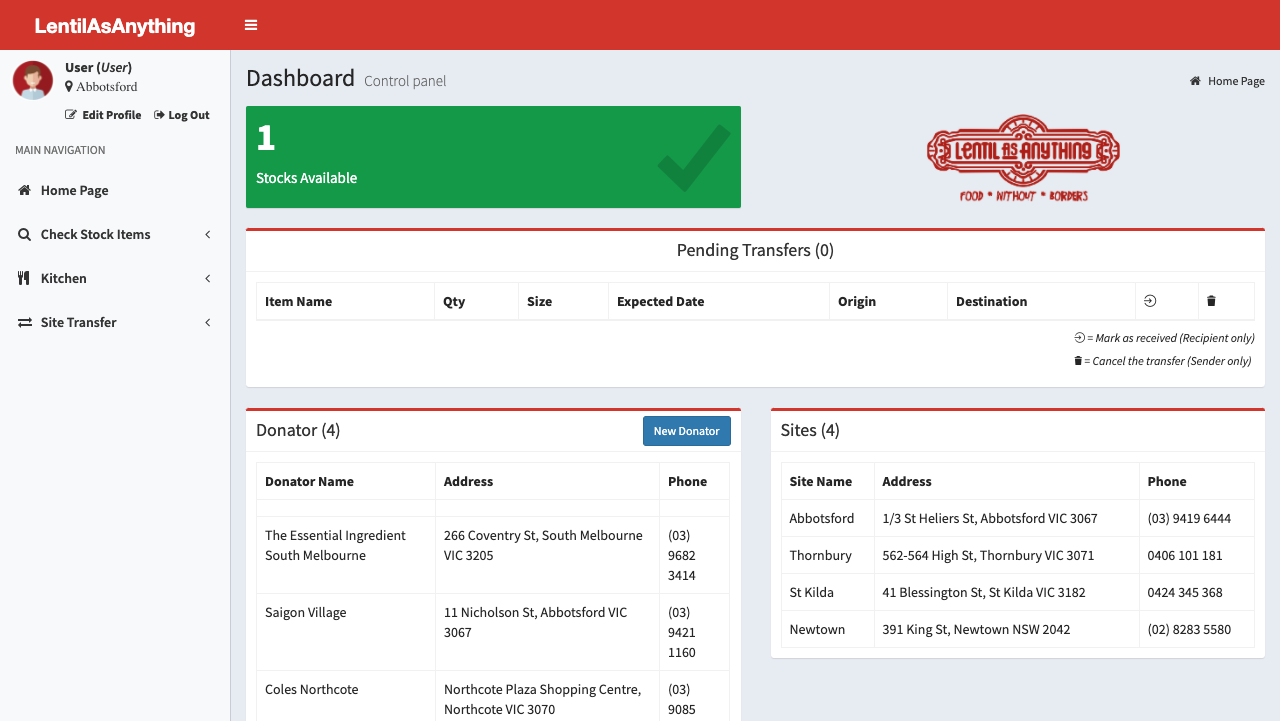 LentilAsAnything
User (User)
Abbotsford
Edit Profile Log Out
MAIN NAVIGATION
Home Page
Check Stock Items
Kitchen
Site Transfer
Dashboard Control panel
Home Page
1
Stocks Available
LENTIL AS ANYTHING
FOOD * WITHOUT * BORDERS
Pending Transfers (0)
Item Name Qty Size Expected Date Origin Destination
= Mark as received (Recipient only)
= Cancel the transfer (Sender only)
Donator (4)
New Donator
Donator Name Address Phone
The Essential Ingredient 266 Coventry St, South Melbourne (03)
South Melbourne VIC 3205 9682
3414
Saigon Village 11 Nicholson St, Abbotsford VIC (03)
3067 9421
1160
Coles Northcote Northcote Plaza Shopping Centre, (03)
Northcote VIC 3070 9085
Sites (4)
Site Name Address Phone
Abbotsford 1/3 St Heliers St, Abbotsford VIC 3067 (03) 9419 6444
Thornbury 562-564 High St, Thornbury VIC 3071 0406 101 181
St Kilda 41 Blessington St, St Kilda VIC 3182 0424 345 368
Newtown 391 King St, Newtown NSW 2042 (02) 8283 5580